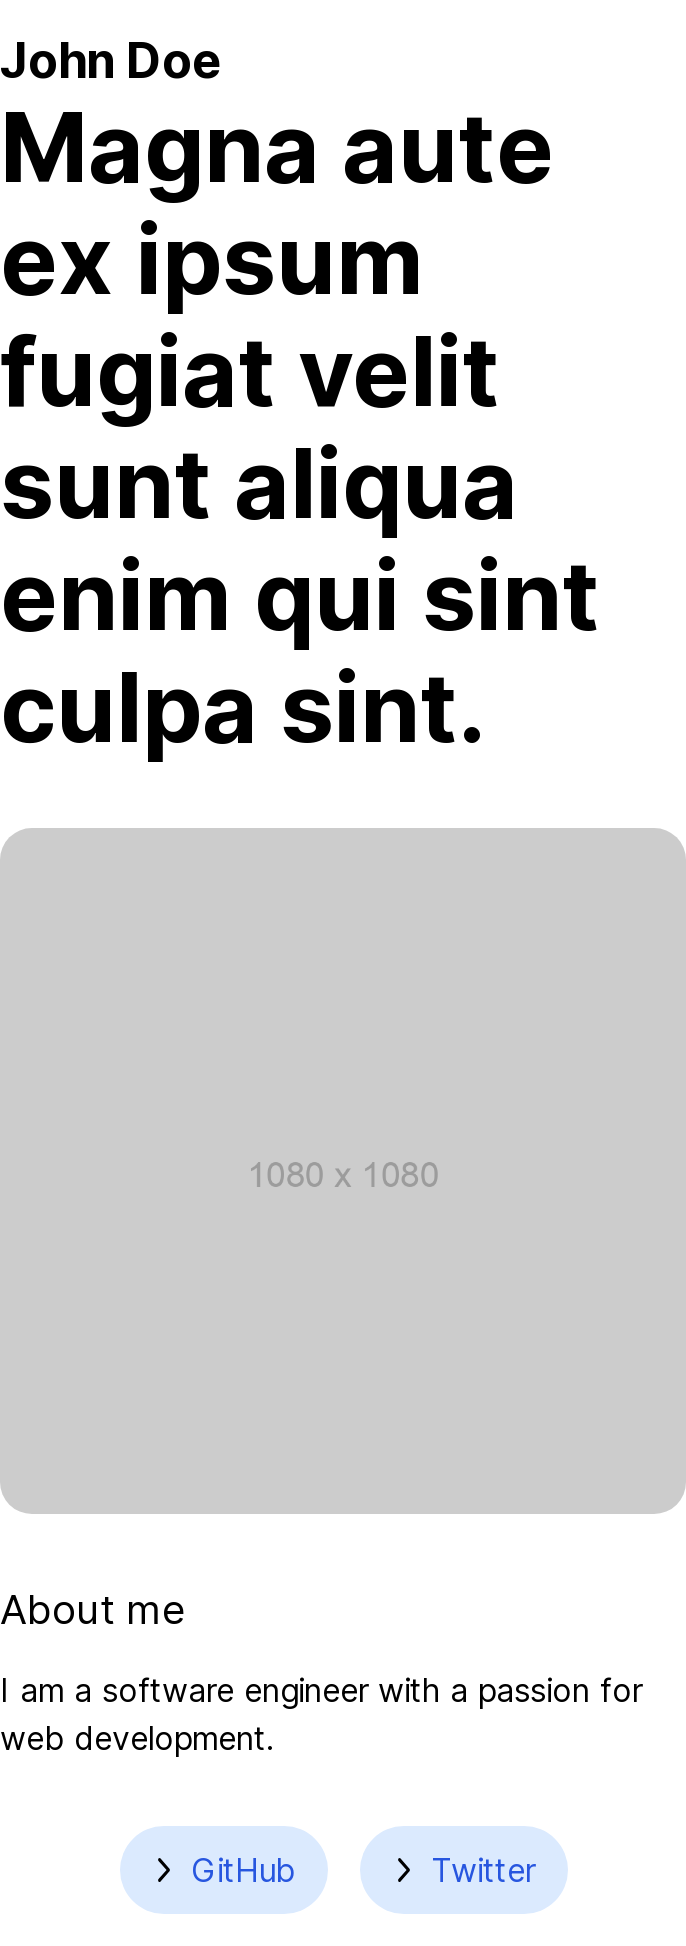 John Doe
Magna aute
ex ipsum
fugiat velit
sunt aliqua
enim qui sint
culpa sint.
1080 x 1080
About me
I am a software engineer with a passion for
web development.
GitHub
Twitter